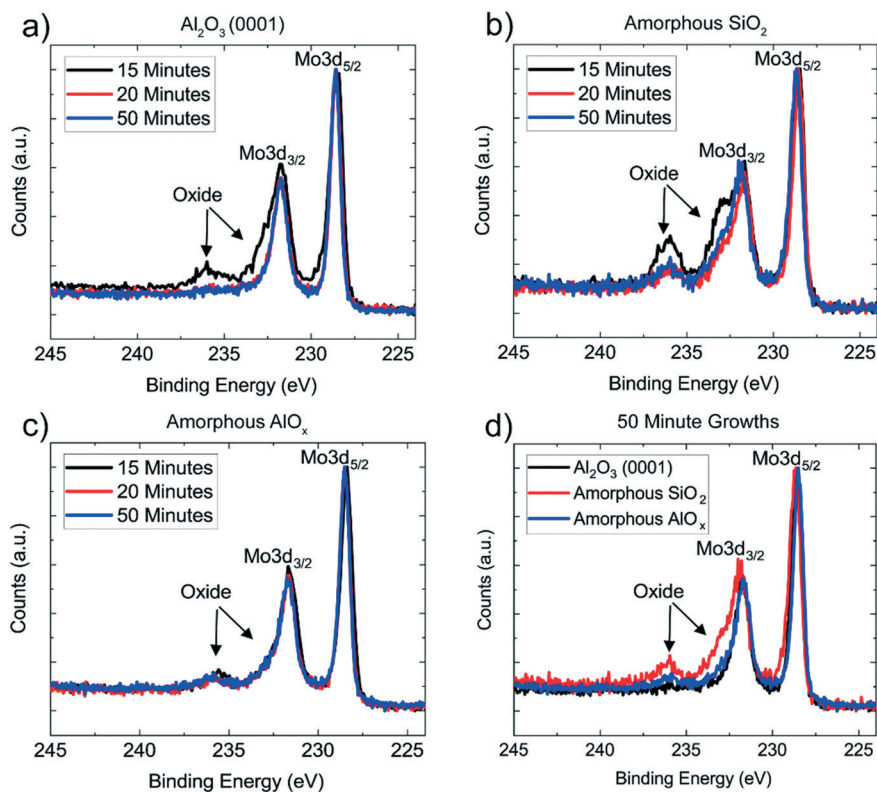 a)
Al₂O₃ (0001)
15 Minutes
20 Minutes
50 Minutes
Mo3d₅/₂
Mo3d₃/₂
Oxide
Counts (a.u.)
245 240 235 230 225
Binding Energy (eV)
b)
Amorphous SiO₂
15 Minutes
20 Minutes
50 Minutes
Mo3d₅/₂
Mo3d₃/₂
Oxide
Counts (a.u.)
245 240 235 230 225
Binding Energy (eV)
c)
Amorphous AlOₓ
15 Minutes
20 Minutes
50 Minutes
Mo3d₅/₂
Mo3d₃/₂
Oxide
Counts (a.u.)
245 240 235 230 225
Binding Energy (eV)
d)
50 Minute Growths
Al₂O₃ (0001)
Amorphous SiO₂
Amorphous AlOₓ
Mo3d₅/₂
Mo3d₃/₂
Oxide
Counts (a.u.)
245 240 235 230 225
Binding Energy (eV)